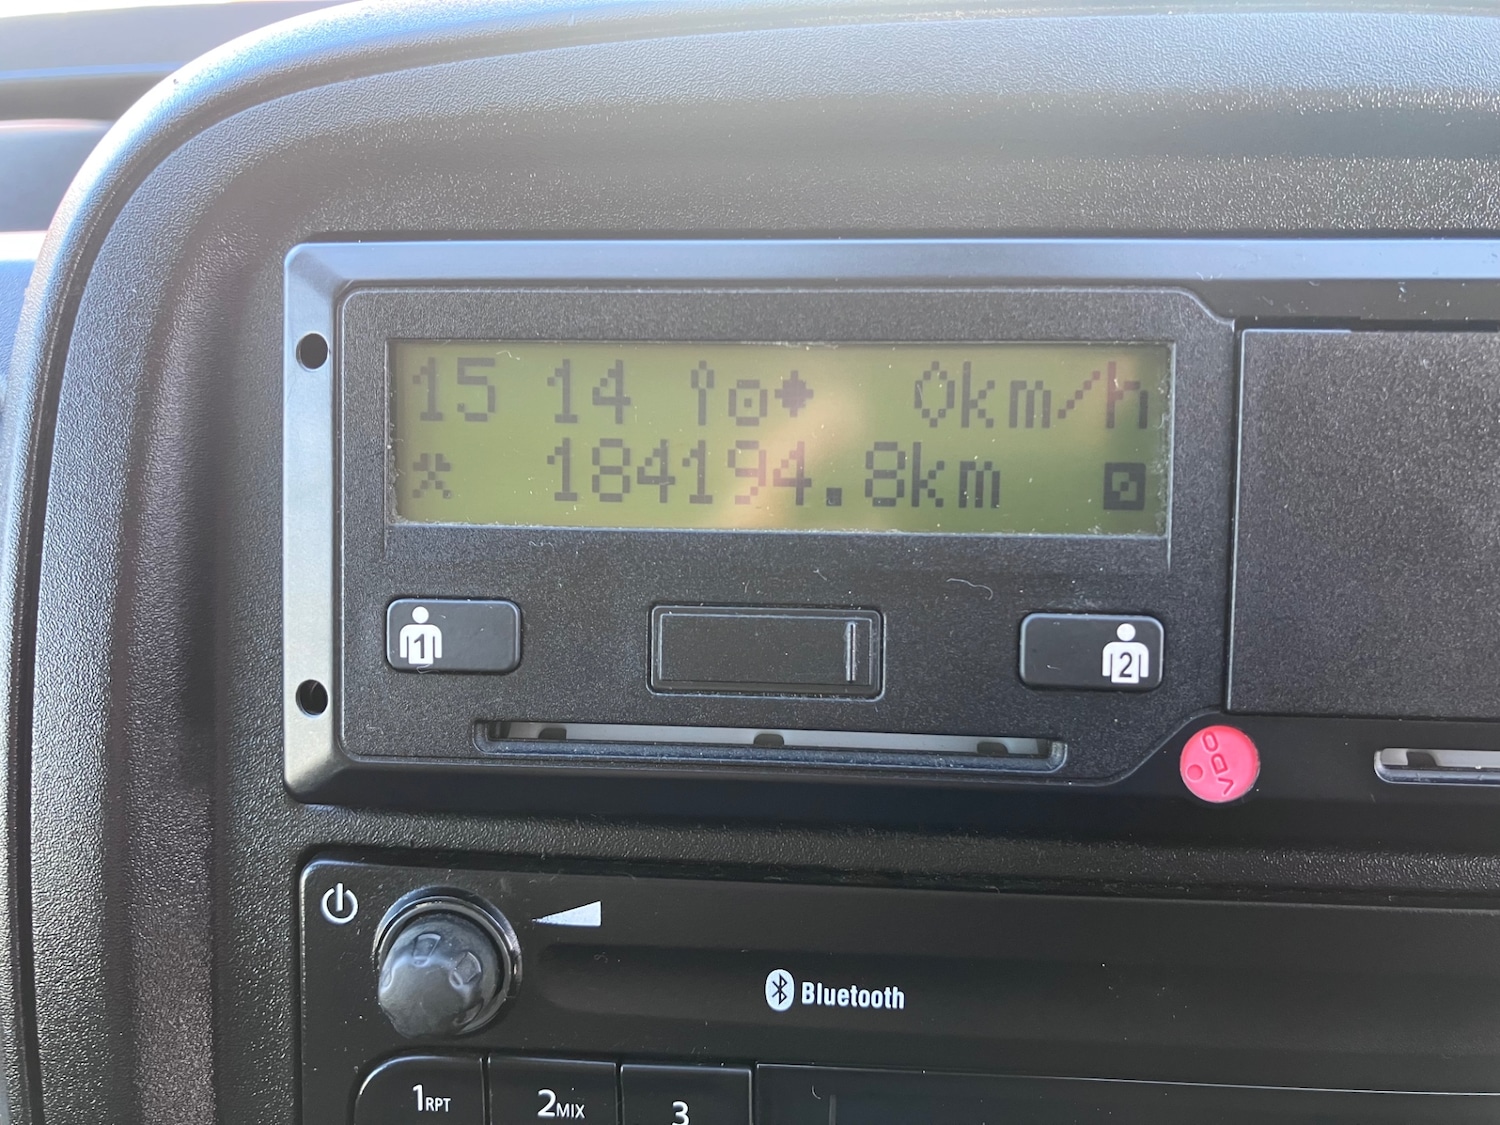 15 14 0km/h
184194.8km
1
2
VDO
Bluetooth
1RPT
2MIX
3